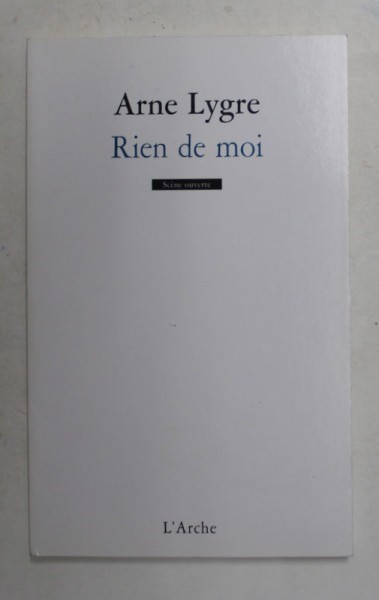 Arne Lygre
Rien de moi
Scène ouverte
L'Arche